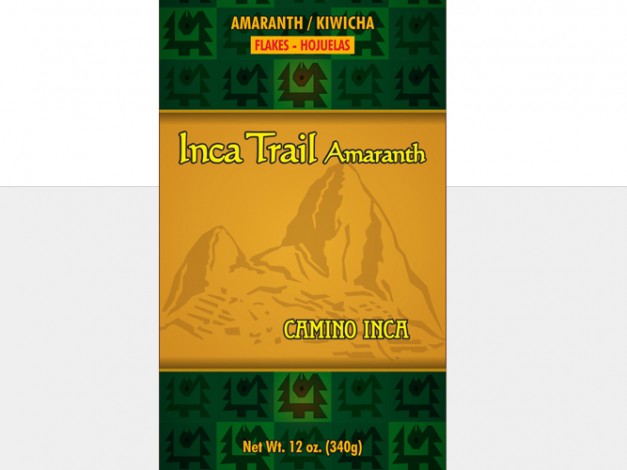 AMARANTH / KIWICHA
FLAKES - HOJUELAS
Inca Trail Amaranth
CAMINO INCA
Net Wt. 12 oz. (340g)